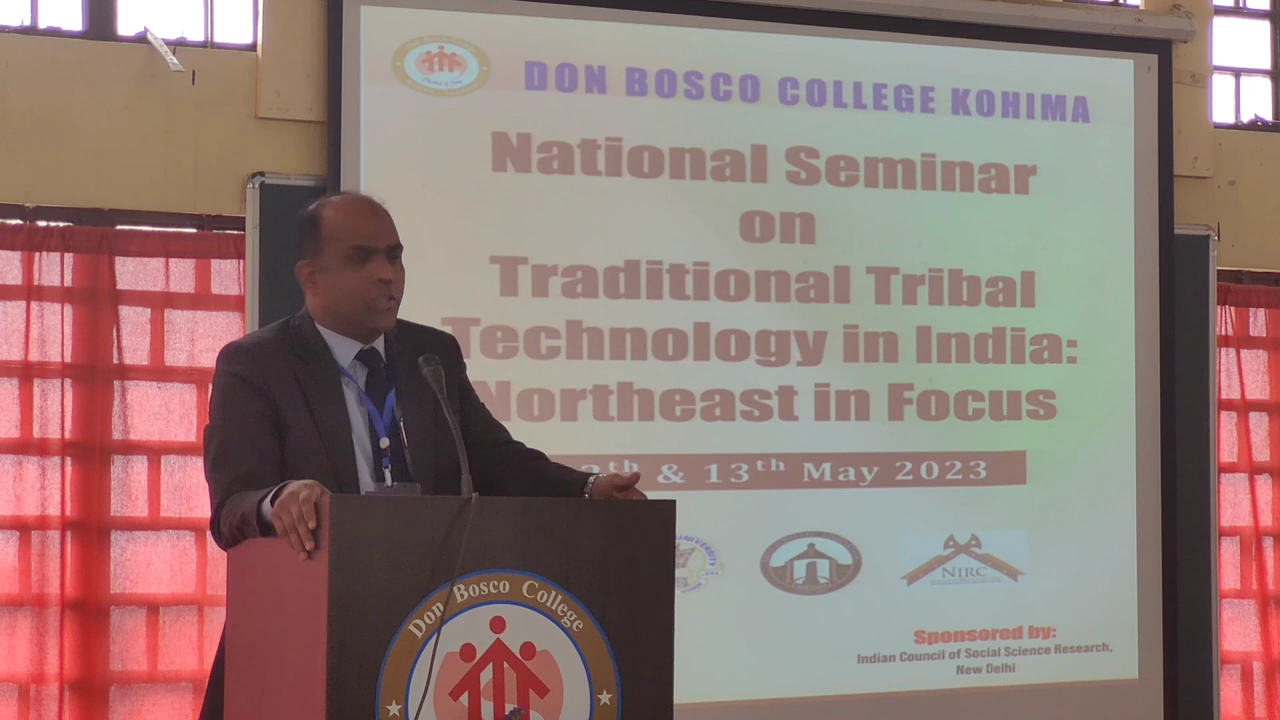 DON BOSCO COLLEGE KOHIMA
National Seminar
on
Traditional Tribal
Technology in India:
Northeast in Focus
& 13th May 2023
UNIVERSITY
NIRC
Sponsored by:
Indian Council of Social Science Research,
New Delhi
Don Bosco College